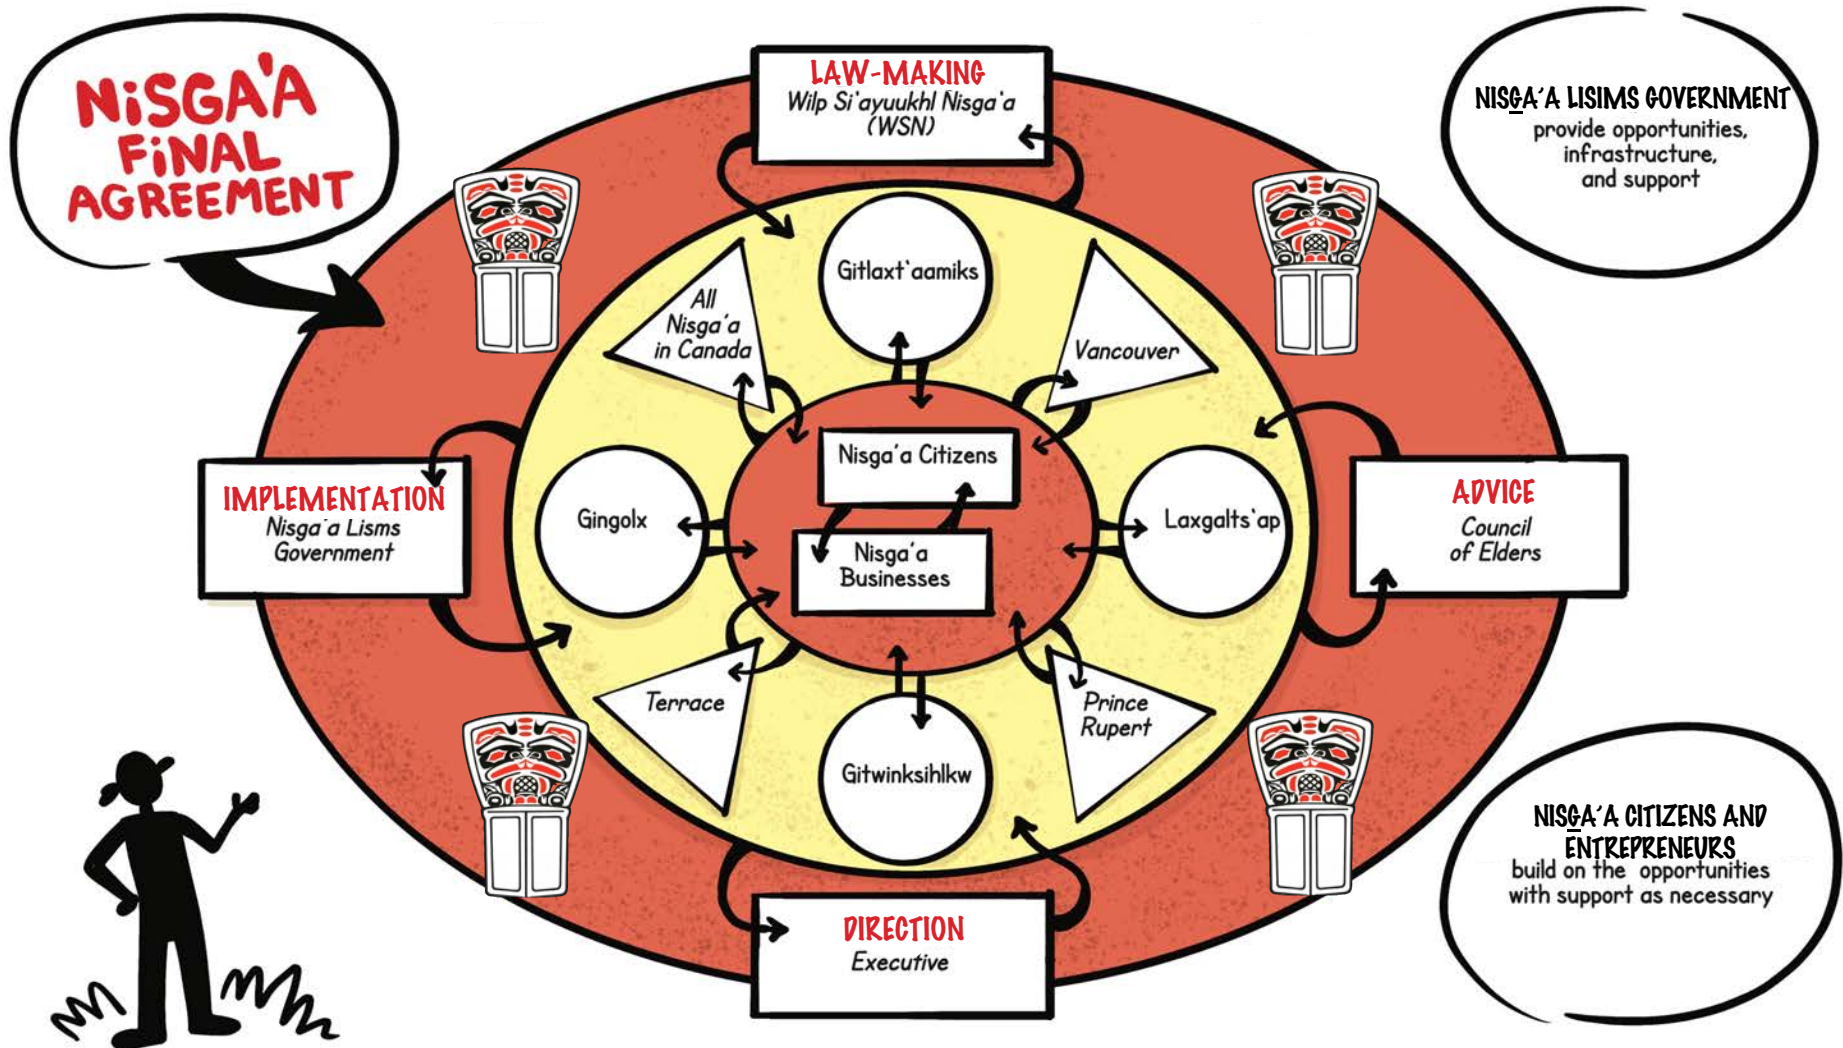 NiSGA'A
FiNAL
AGREEMENT
LAW-MAKING
Wilp Si'ayuukhl Nisga'a
(WSN)
NISG̲A'A LISIMS GOVERNMENT
provide opportunities,
infrastructure,
and support
Gitlaxt'aamiks
All
Nisga'a
in Canada
Vancouver
Nisga'a Citizens
IMPLEMENTATION
Nisga'a Lisms
Government
Gingolx
Nisga'a
Businesses
Laxgalts'ap
ADVICE
Council
of Elders
Terrace
Prince
Rupert
Gitwinksihlkw
NISG̲A'A CITIZENS AND
ENTREPRENEURS
build on the opportunities
with support as necessary
DIRECTION
Executive